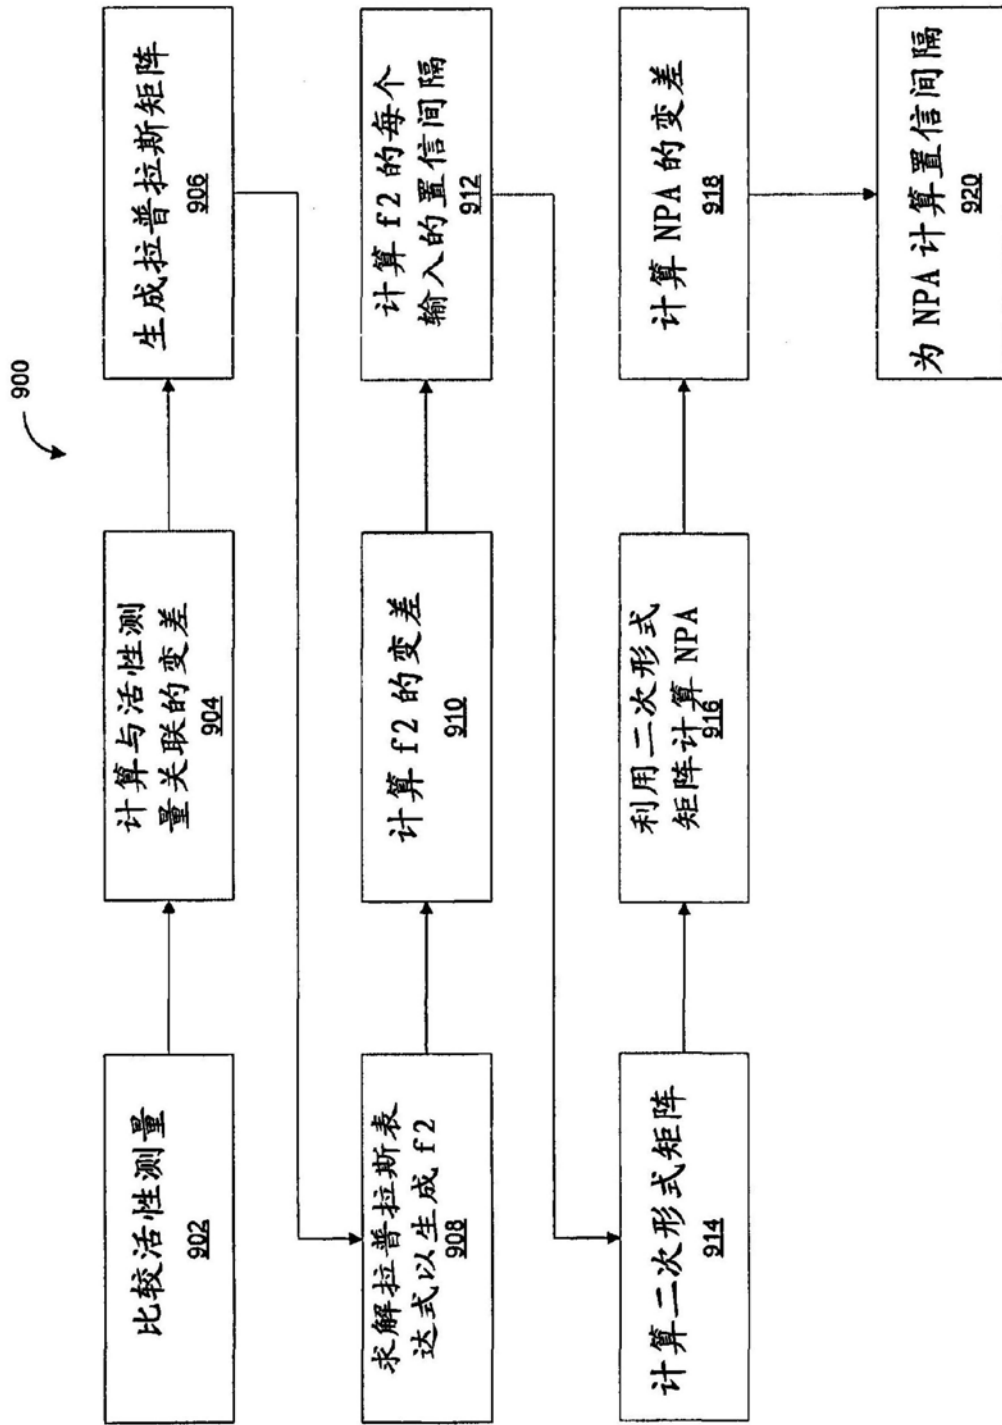 900
比较活性测量
902
计算与活性测
量关联的变差
904
生成拉普拉斯矩阵
906
求解拉普拉斯表
达式以生成 f2
908
计算 f2 的变差
910
计算 f2 的每个
输入的置信间隔
912
计算二次形式矩阵
914
利用二次形式
矩阵计算 NPA
916
计算 NPA 的变差
918
为 NPA 计算置信间隔
920